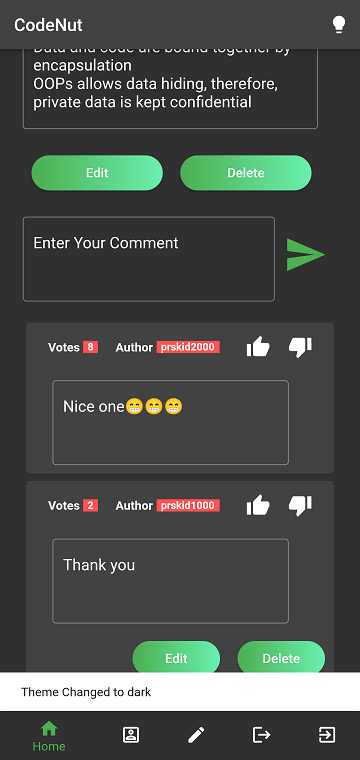 CodeNut
Data and code are bound together by
encapsulation
OOPs allows data hiding, therefore,
private data is kept confidential
Edit Delete
Enter Your Comment
Votes 8 Author prskid2000
Nice one😁😁😁
Votes 2 Author prskid1000
Thank you
Edit Delete
Theme Changed to dark
Home